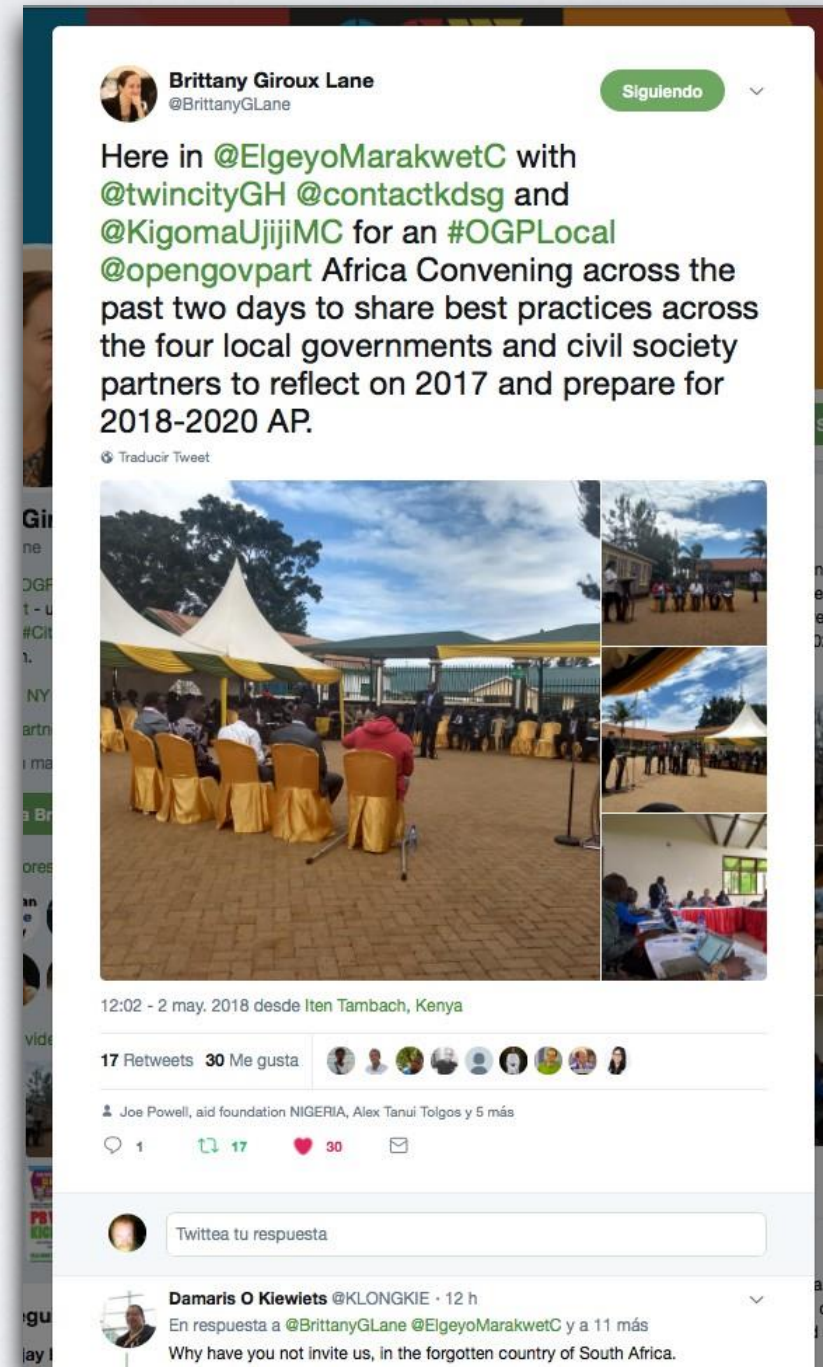 Brittany Giroux Lane
@BrittanyGLane
Siguiendo
Here in @ElgeyoMarakwetC with
@twincityGH @contactkdsg and
@KigomaUjijiMC for an #OGPLocal
@opengovpart Africa Convening across the
past two days to share best practices across
the four local governments and civil society
partners to reflect on 2017 and prepare for
2018-2020 AP.
Traducir Tweet
12:02 - 2 may. 2018 desde Iten Tambach, Kenya
17 Retweets 30 Me gusta
Joe Powell, aid foundation NIGERIA, Alex Tanui Tolgos y 5 más
1 17 30
Twittea tu respuesta
Damaris O Kiewiets @KLONGKIE · 12 h
En respuesta a @BrittanyGLane @ElgeyoMarakwetC y a 11 más
Why have you not invite us, in the forgotten country of South Africa.